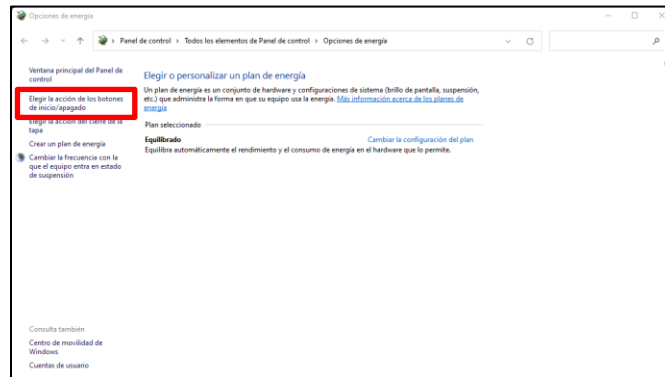 Opciones de energía
Panel de control > Todos los elementos de Panel de control > Opciones de energía
Ventana principal del Panel de
control
Elegir la acción de los botones
de inicio/apagado
Elegir la acción del cierre de la
tapa
Crear un plan de energía
Cambiar la frecuencia con la
que el equipo entra en estado
de suspensión
Elegir o personalizar un plan de energía
Un plan de energía es un conjunto de hardware y configuraciones de sistema (brillo de pantalla, suspensión,
etc.) que administra la forma en que su equipo usa la energía. Más información acerca de los planes de
energía
Plan seleccionado
Equilibrado Cambiar la configuración del plan
Equilibra automáticamente el rendimiento y el consumo de energía en el hardware que lo permite.
Consulta también
Centro de movilidad de
Windows
Cuentas de usuario